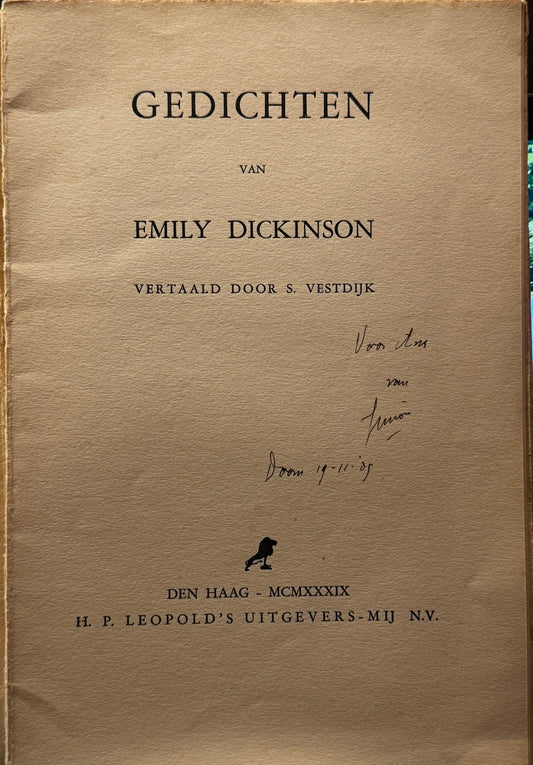 GEDICHTEN
VAN
EMILY DICKINSON
VERTAALD DOOR S. VESTDIJK
Voor Ans
van
Simon
Doorn 19-11-'39
DEN HAAG - MCMXXXIX
H. P. LEOPOLD'S UITGEVERS-MIJ N.V.